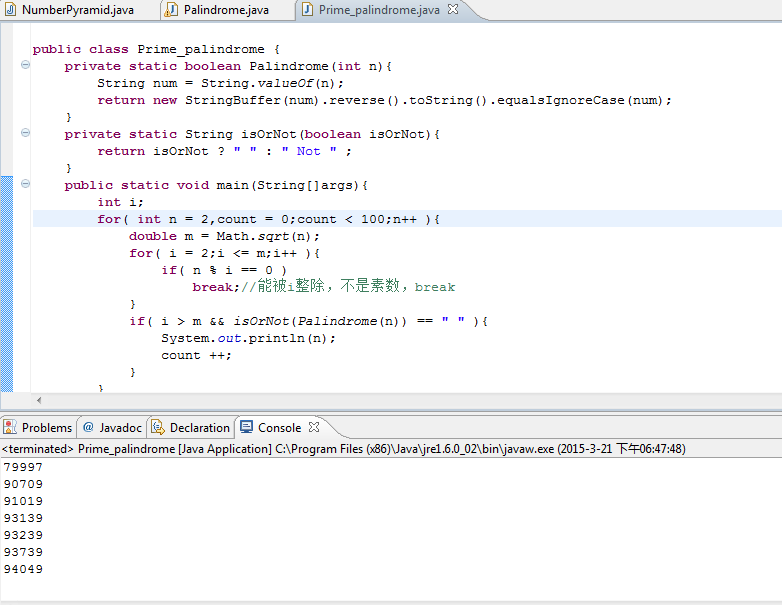 NumberPyramid.java Palindrome.java Prime_palindrome.java
public class Prime_palindrome {
private static boolean Palindrome(int n){
String num = String.valueOf(n);
return new StringBuffer(num).reverse().toString().equalsIgnoreCase(num);
}
private static String isOrNot(boolean isOrNot){
return isOrNot ? " " : " Not " ;
}
public static void main(String[]args){
int i;
for( int n = 2,count = 0;count < 100;n++ ){
double m = Math.sqrt(n);
for( i = 2;i <= m;i++ ){
if( n % i == 0 )
break;//能被i整除，不是素数，break
}
if( i > m && isOrNot(Palindrome(n)) == " " ){
System.out.println(n);
count ++;
}
}
Problems @ Javadoc Declaration Console
<terminated> Prime_palindrome [Java Application] C:\Program Files (x86)\Java\jre1.6.0_02\bin\javaw.exe (2015-3-21 下午06:47:48)
79997
90709
91019
93139
93239
93739
94049